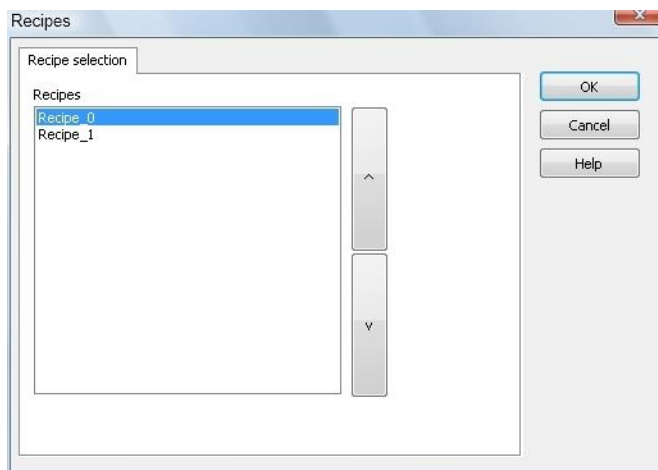 Recipes
Recipe selection
Recipes
Recipe_0
Recipe_1
^
v
OK
Cancel
Help